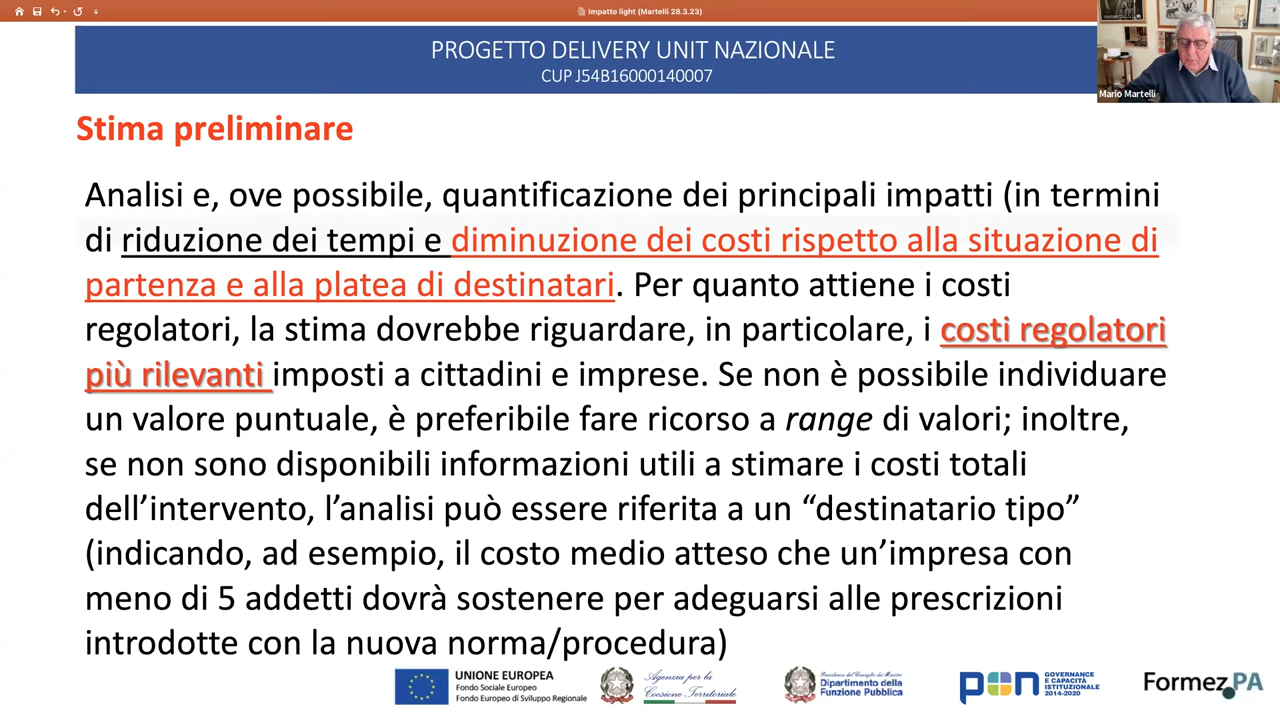 Impatto light (Martelli 28.3.23)
PROGETTO DELIVERY UNIT NAZIONALE
CUP J54B16000140007
Mario Martelli
Stima preliminare
Analisi e, ove possibile, quantificazione dei principali impatti (in termini
di riduzione dei tempi e diminuzione dei costi rispetto alla situazione di
partenza e alla platea di destinatari. Per quanto attiene i costi
regolatori, la stima dovrebbe riguardare, in particolare, i costi regolatori
più rilevanti imposti a cittadini e imprese. Se non è possibile individuare
un valore puntuale, è preferibile fare ricorso a range di valori; inoltre,
se non sono disponibili informazioni utili a stimare i costi totali
dell’intervento, l’analisi può essere riferita a un “destinatario tipo”
(indicando, ad esempio, il costo medio atteso che un’impresa con
meno di 5 addetti dovrà sostenere per adeguarsi alle prescrizioni
introdotte con la nuova norma/procedura)
UNIONE EUROPEA
Fondo Sociale Europeo
Fondo Europeo di Sviluppo Regionale
Agenzia per la
Coesione Territoriale
Presidenza del Consiglio dei Ministri
Dipartimento della
Funzione Pubblica
pon
GOVERNANCE
E CAPACITÀ
ISTITUZIONALE
2014-2020
Formez PA